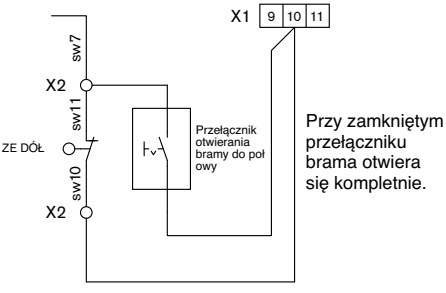 X1 9 10 11
sw7
X2
sw11
ZE DÓŁ
sw10
X2
Przełącznik
otwierania
bramy do poł
owy
Przy zamkniętym
przełączniku
brama otwiera
się kompletnie.